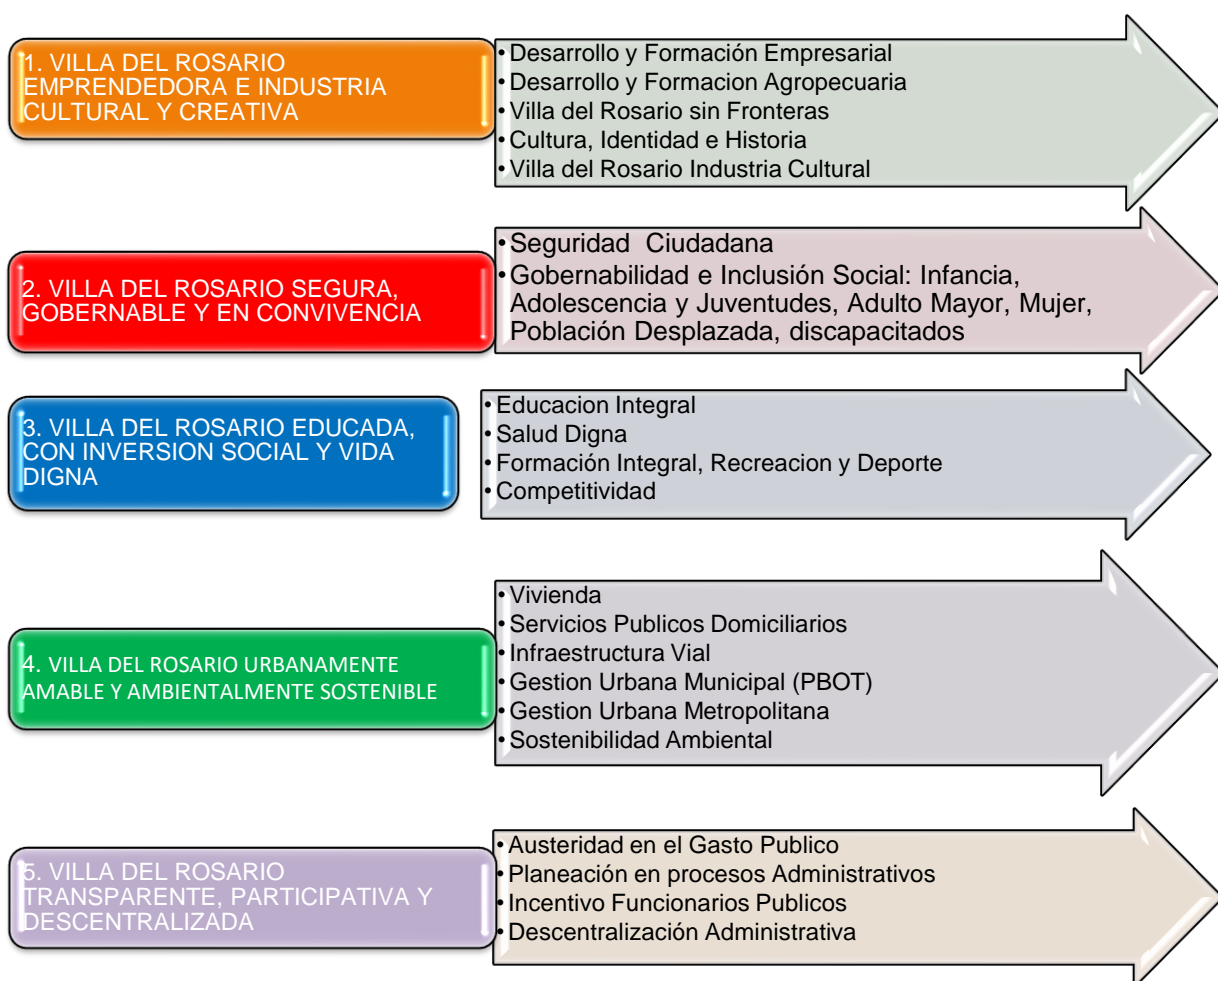 1. VILLA DEL ROSARIO
EMPRENDEDORA E INDUSTRIA
CULTURAL Y CREATIVA
• Desarrollo y Formación Empresarial
• Desarrollo y Formacion Agropecuaria
• Villa del Rosario sin Fronteras
• Cultura, Identidad e Historia
• Villa del Rosario Industria Cultural
2. VILLA DEL ROSARIO SEGURA,
GOBERNABLE Y EN CONVIVENCIA
• Seguridad Ciudadana
• Gobernabilidad e Inclusión Social: Infancia,
Adolescencia y Juventudes, Adulto Mayor, Mujer,
Población Desplazada, discapacitados
3. VILLA DEL ROSARIO EDUCADA,
CON INVERSION SOCIAL Y VIDA
DIGNA
• Educacion Integral
• Salud Digna
• Formación Integral, Recreacion y Deporte
• Competitividad
4. VILLA DEL ROSARIO URBANAMENTE
AMABLE Y AMBIENTALMENTE SOSTENIBLE
• Vivienda
• Servicios Publicos Domiciliarios
• Infraestructura Vial
• Gestion Urbana Municipal (PBOT)
• Gestion Urbana Metropolitana
• Sostenibilidad Ambiental
5. VILLA DEL ROSARIO
TRANSPARENTE, PARTICIPATIVA Y
DESCENTRALIZADA
• Austeridad en el Gasto Publico
• Planeación en procesos Administrativos
• Incentivo Funcionarios Publicos
• Descentralización Administrativa